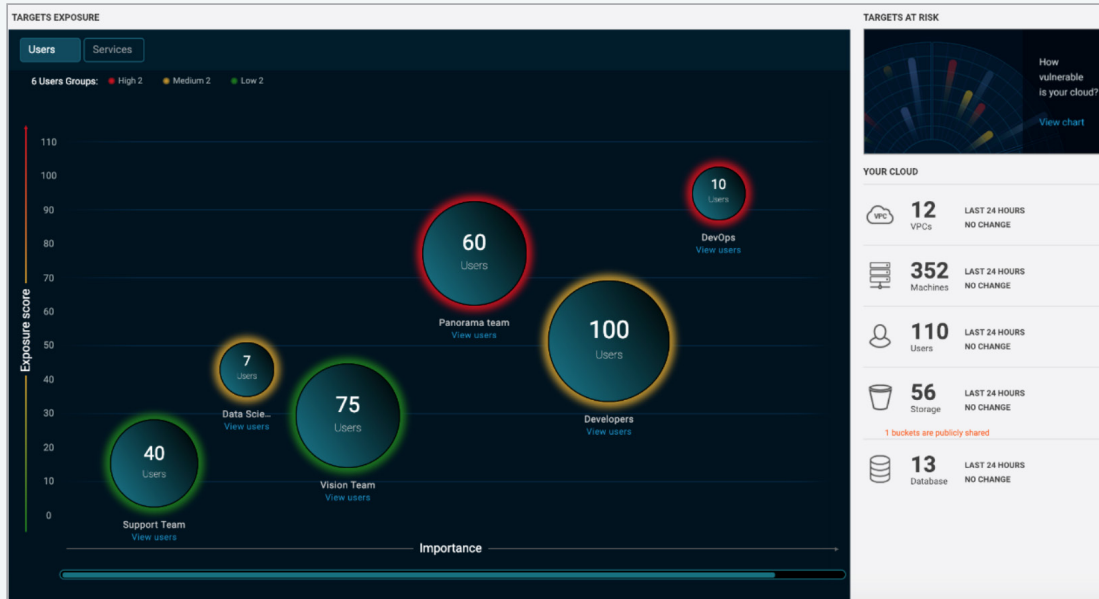 TARGETS EXPOSURE
Users
Services
6 Users Groups: High 2 Medium 2 Low 2
Exposure score
110
100
90
80
70
60
50
40
30
20
10
0
40
Users
Support Team
View users
7
Users
Data Scie...
View users
75
Users
Vision Team
View users
60
Users
Panorama team
View users
100
Users
Developers
View users
10
Users
DevOps
View users
Importance
TARGETS AT RISK
How
vulnerable
is your cloud?
View chart
YOUR CLOUD
VPC
12
VPCs
LAST 24 HOURS
NO CHANGE
352
Machines
LAST 24 HOURS
NO CHANGE
110
Users
LAST 24 HOURS
NO CHANGE
56
Storage
LAST 24 HOURS
NO CHANGE
1 buckets are publicly shared
13
Database
LAST 24 HOURS
NO CHANGE